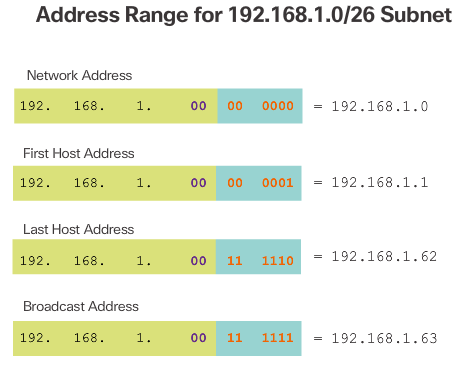 Address Range for 192.168.1.0/26 Subnet
Network Address
192. 168. 1. 00 00 0000 = 192.168.1.0
First Host Address
192. 168. 1. 00 00 0001 = 192.168.1.1
Last Host Address
192. 168. 1. 00 11 1110 = 192.168.1.62
Broadcast Address
192. 168. 1. 00 11 1111 = 192.168.1.63